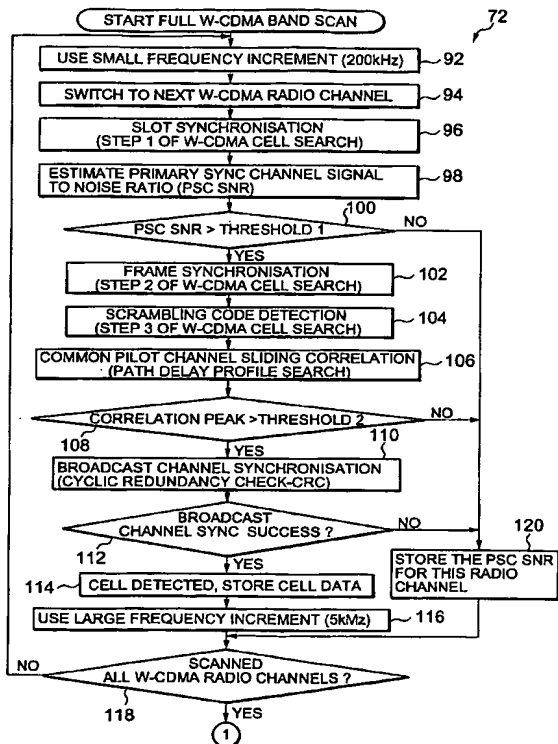 START FULL W-CDMA BAND SCAN
72
USE SMALL FREQUENCY INCREMENT (200kHz)
92
SWITCH TO NEXT W-CDMA RADIO CHANNEL
94
SLOT SYNCHRONISATION
(STEP 1 OF W-CDMA CELL SEARCH)
96
ESTIMATE PRIMARY SYNC CHANNEL SIGNAL
TO NOISE RATIO (PSC SNR)
98
100
PSC SNR > THRESHOLD 1
NO
YES
FRAME SYNCHRONISATION
(STEP 2 OF W-CDMA CELL SEARCH)
102
SCRAMBLING CODE DETECTION
(STEP 3 OF W-CDMA CELL SEARCH)
104
COMMON PILOT CHANNEL SLIDING CORRELATION
(PATH DELAY PROFILE SEARCH)
106
CORRELATION PEAK >THRESHOLD 2
NO
108
YES
110
BROADCAST CHANNEL SYNCHRONISATION
(CYCLIC REDUNDANCY CHECK-CRC)
BROADCAST
CHANNEL SYNC SUCCESS ?
NO
112
YES
120
STORE THE PSC SNR
FOR THIS RADIO
CHANNEL
114
CELL DETECTED, STORE CELL DATA
USE LARGE FREQUENCY INCREMENT (5kMz)
116
NO
SCANNED
ALL W-CDMA RADIO CHANNELS ?
118
YES
1